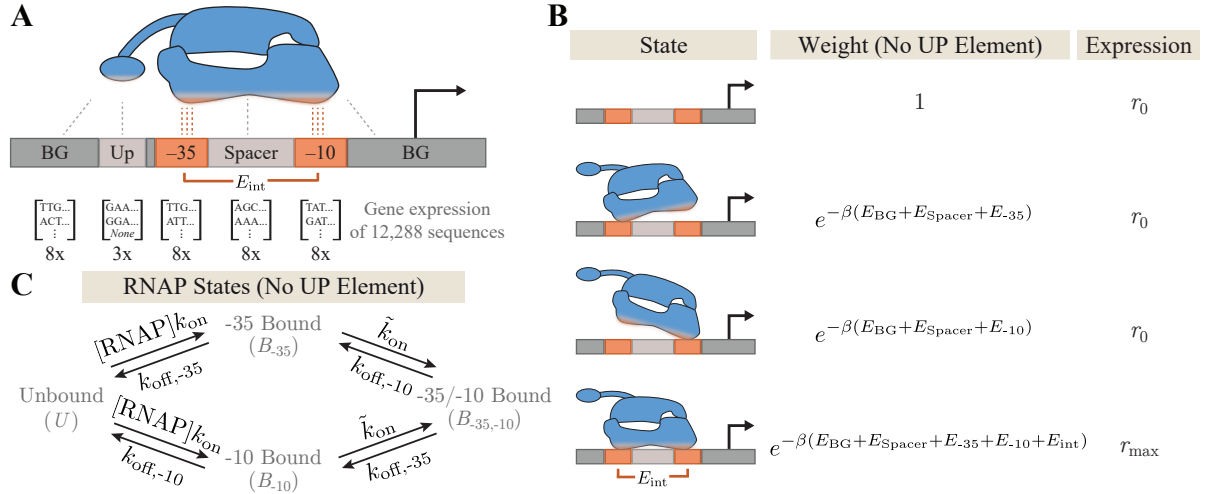 A
BG Up –35 Spacer –10 BG
E_int
TTG... GAA... TTG... AGC... TAT...
ACT... GGA... ATT... AAA... GAT...
⋮ None ⋮ ⋮ ⋮
8x 3x 8x 8x 8x
Gene expression
of 12,288 sequences
B
State Weight (No UP Element) Expression
1 r_0
e^{-β(E_BG+E_Spacer+E_-35)} r_0
e^{-β(E_BG+E_Spacer+E_-10)} r_0
e^{-β(E_BG+E_Spacer+E_-35+E_-10+E_int)} r_max
E_int
C
RNAP States (No UP Element)
[RNAP]k_on
k_off,-35
-35 Bound
(B_-35)
k̃_on
k_off,-10
Unbound
(U)
-35/-10 Bound
(B_-35,-10)
[RNAP]k_on
k_off,-10
-10 Bound
(B_-10)
k̃_on
k_off,-35